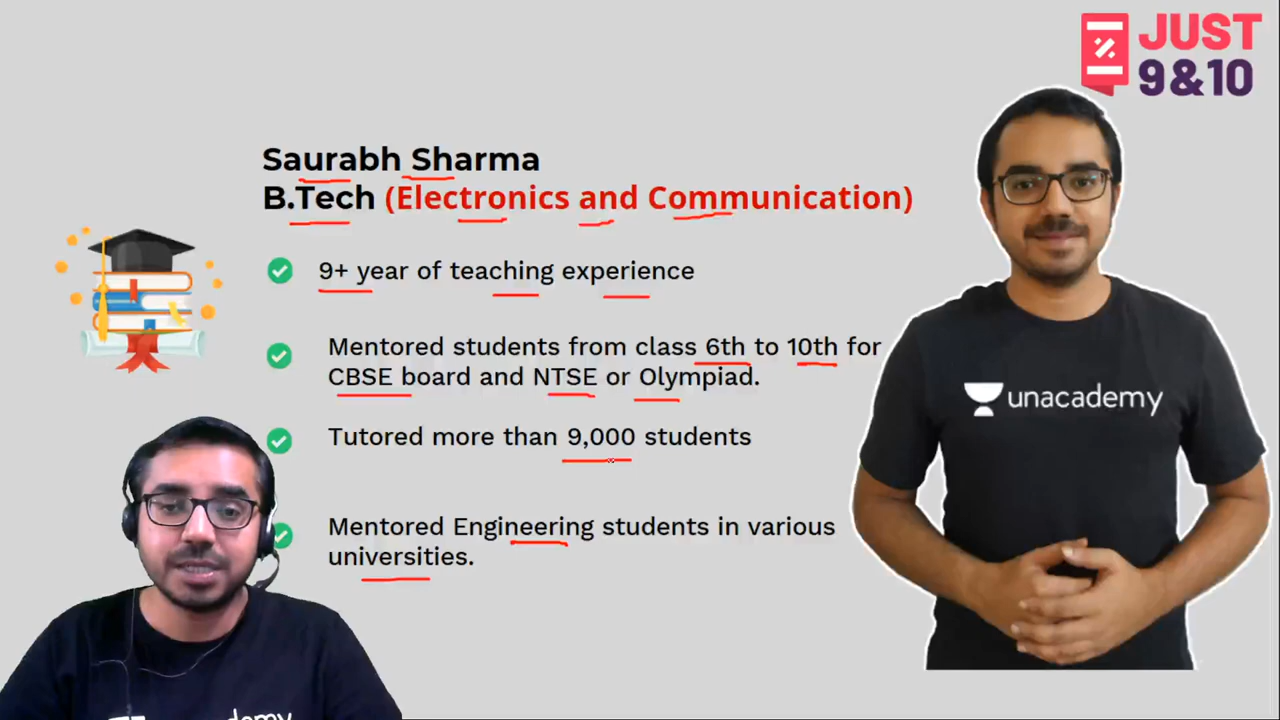 JUST
9&10
Saurabh Sharma
B.Tech (Electronics and Communication)
9+ year of teaching experience
Mentored students from class 6th to 10th for
CBSE board and NTSE or Olympiad.
unacademy
Tutored more than 9,000 students
Mentored Engineering students in various
universities.
unacademy